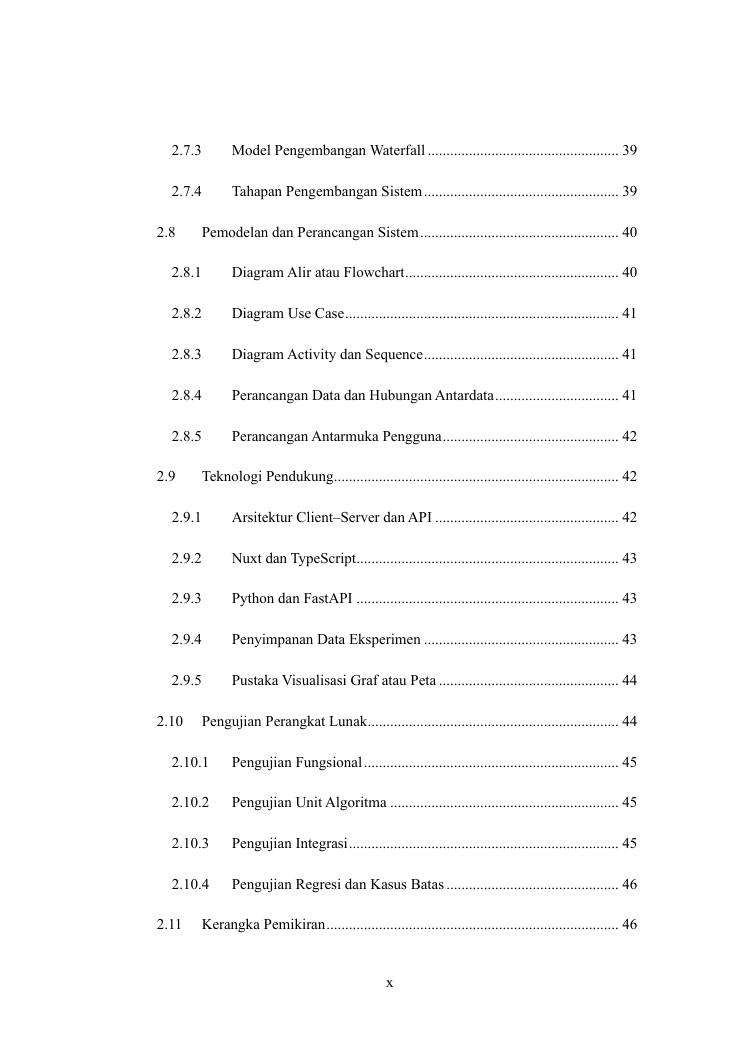 2.7.3 Model Pengembangan Waterfall ................................................... 39
2.7.4 Tahapan Pengembangan Sistem .................................................... 39
2.8 Pemodelan dan Perancangan Sistem ..................................................... 40
2.8.1 Diagram Alir atau Flowchart ......................................................... 40
2.8.2 Diagram Use Case ......................................................................... 41
2.8.3 Diagram Activity dan Sequence .................................................... 41
2.8.4 Perancangan Data dan Hubungan Antardata ................................. 41
2.8.5 Perancangan Antarmuka Pengguna ............................................... 42
2.9 Teknologi Pendukung ............................................................................ 42
2.9.1 Arsitektur Client–Server dan API ................................................. 42
2.9.2 Nuxt dan TypeScript ...................................................................... 43
2.9.3 Python dan FastAPI ...................................................................... 43
2.9.4 Penyimpanan Data Eksperimen .................................................... 43
2.9.5 Pustaka Visualisasi Graf atau Peta ................................................ 44
2.10 Pengujian Perangkat Lunak ................................................................... 44
2.10.1 Pengujian Fungsional .................................................................... 45
2.10.2 Pengujian Unit Algoritma ............................................................. 45
2.10.3 Pengujian Integrasi ........................................................................ 45
2.10.4 Pengujian Regresi dan Kasus Batas .............................................. 46
2.11 Kerangka Pemikiran .............................................................................. 46
x